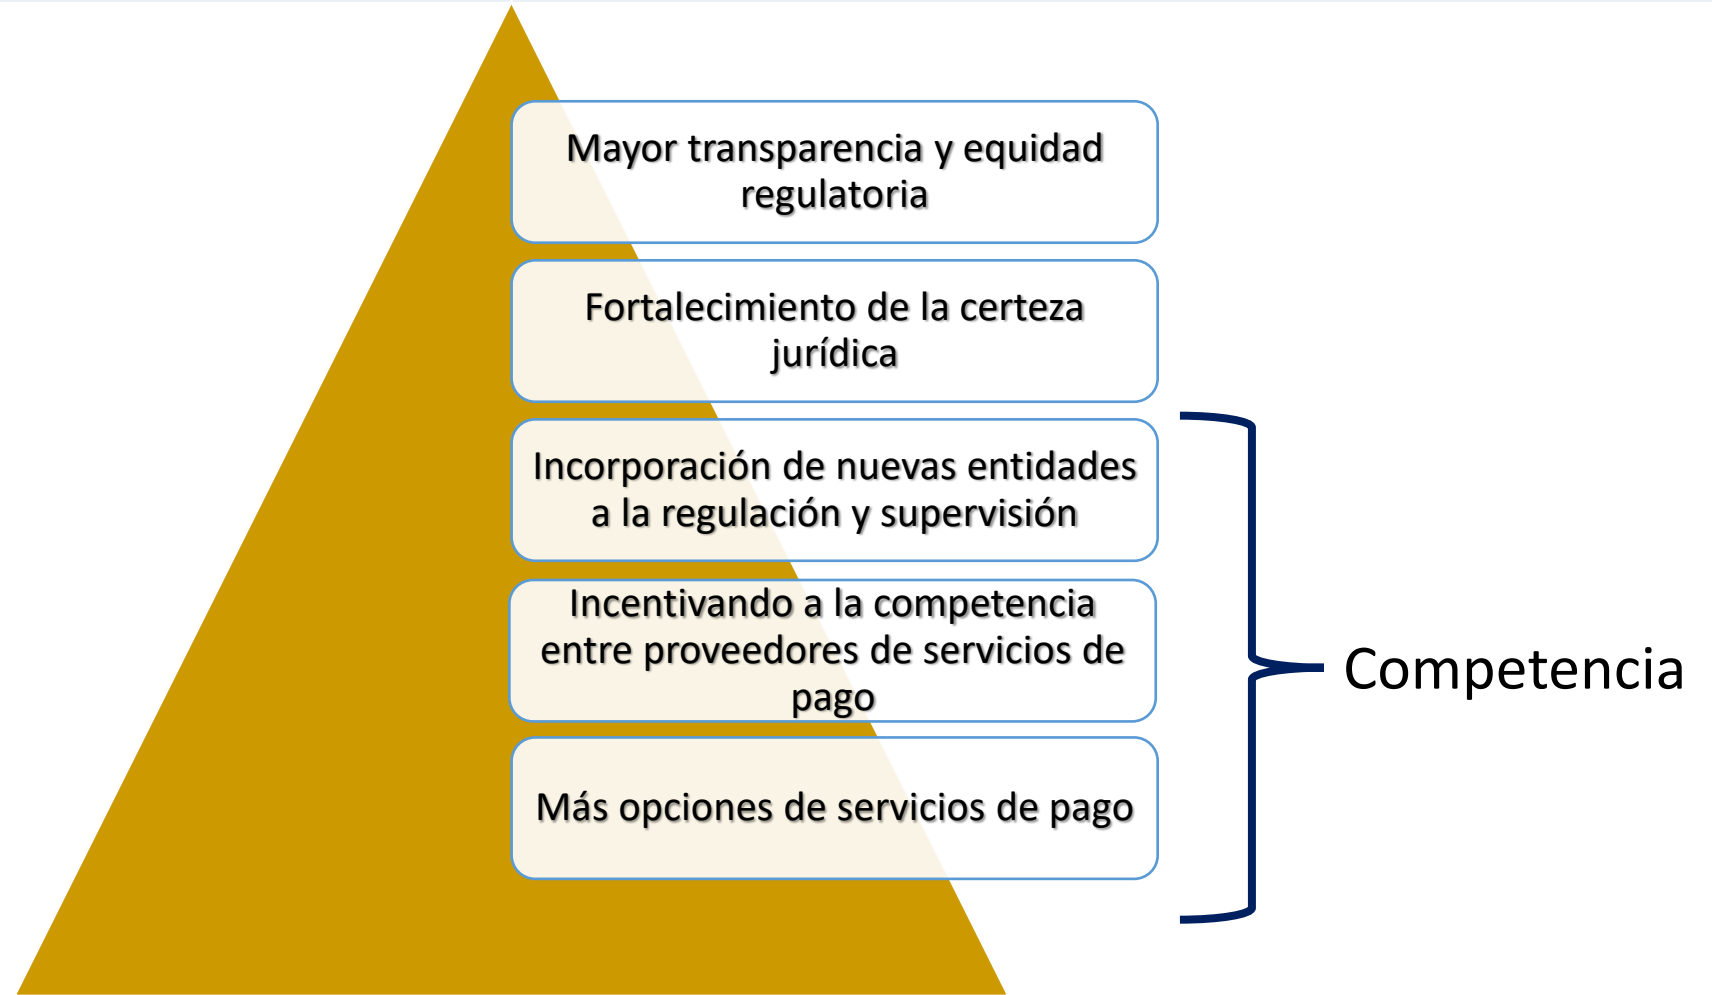 Mayor transparencia y equidad
regulatoria
Fortalecimiento de la certeza
jurídica
Incorporación de nuevas entidades
a la regulación y supervisión
Incentivando a la competencia
entre proveedores de servicios de
pago
Más opciones de servicios de pago
Competencia